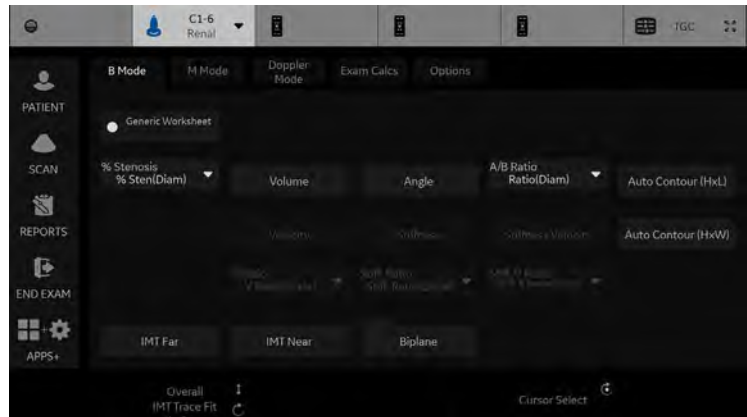 C1-6
Renal
TGC
PATIENT
SCAN
REPORTS
END EXAM
APPS+
B Mode
M Mode
Doppler
Mode
Exam Calcs
Options
Generic Worksheet
% Stenosis
% Sten(Diam)
Volume
Angle
A/B Ratio
Ratio(Diam)
Auto Contour (HxL)
Velocity
Stiffness
Auto Contour (HxW)
IMT Far
IMT Near
Biplane
Overall
IMT Trace Fit
Cursor Select